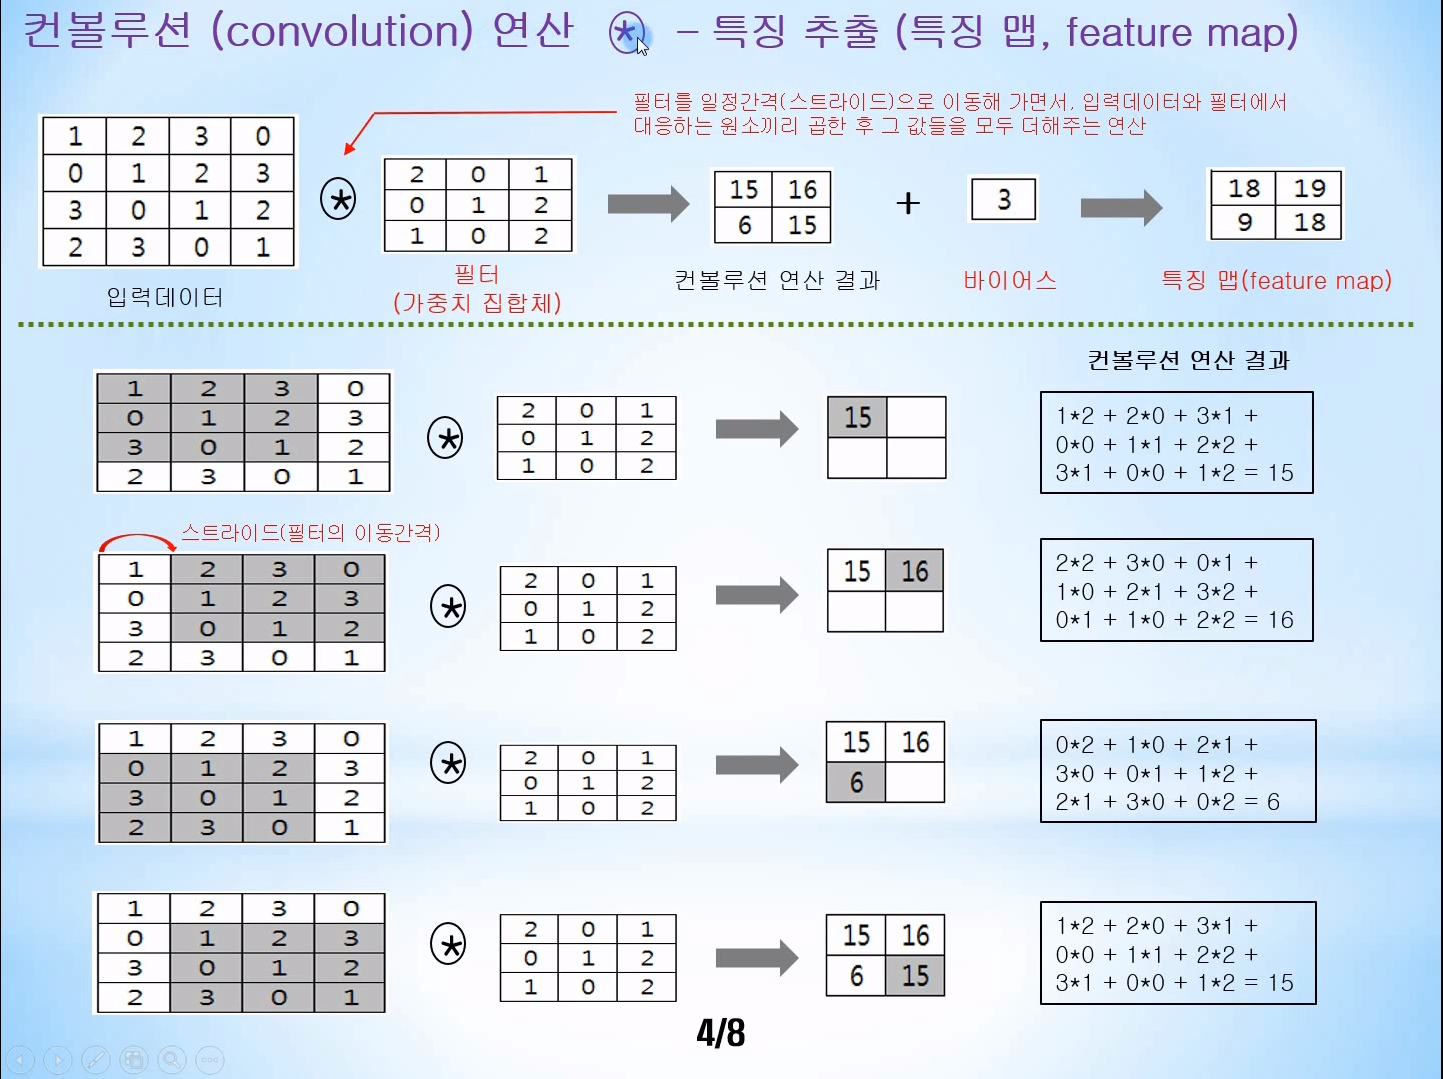 컨볼루션 (convolution) 연산 * – 특징 추출 (특징 맵, feature map)
필터를 일정간격(스트라이드)으로 이동해 가면서, 입력데이터와 필터에서
대응하는 원소끼리 곱한 후 그 값들을 모두 더해주는 연산
1 2 3 0
0 1 2 3
3 0 1 2
2 3 0 1
입력데이터
*
2 0 1
0 1 2
1 0 2
필터
(가중치 집합체)
15 16
6 15
컨볼루션 연산 결과
+
3
바이어스
18 19
9 18
특징 맵(feature map)
컨볼루션 연산 결과
1 2 3 0
0 1 2 3
3 0 1 2
2 3 0 1
*
2 0 1
0 1 2
1 0 2
15
1*2 + 2*0 + 3*1 +
0*0 + 1*1 + 2*2 +
3*1 + 0*0 + 1*2 = 15
스트라이드(필터의 이동간격)
1 2 3 0
0 1 2 3
3 0 1 2
2 3 0 1
*
2 0 1
0 1 2
1 0 2
15 16
2*2 + 3*0 + 0*1 +
1*0 + 2*1 + 3*2 +
0*1 + 1*0 + 2*2 = 16
1 2 3 0
0 1 2 3
3 0 1 2
2 3 0 1
*
2 0 1
0 1 2
1 0 2
15 16
6
0*2 + 1*0 + 2*1 +
3*0 + 0*1 + 1*2 +
2*1 + 3*0 + 0*2 = 6
1 2 3 0
0 1 2 3
3 0 1 2
2 3 0 1
*
2 0 1
0 1 2
1 0 2
15 16
6 15
1*2 + 2*0 + 3*1 +
0*0 + 1*1 + 2*2 +
3*1 + 0*0 + 1*2 = 15
4/8